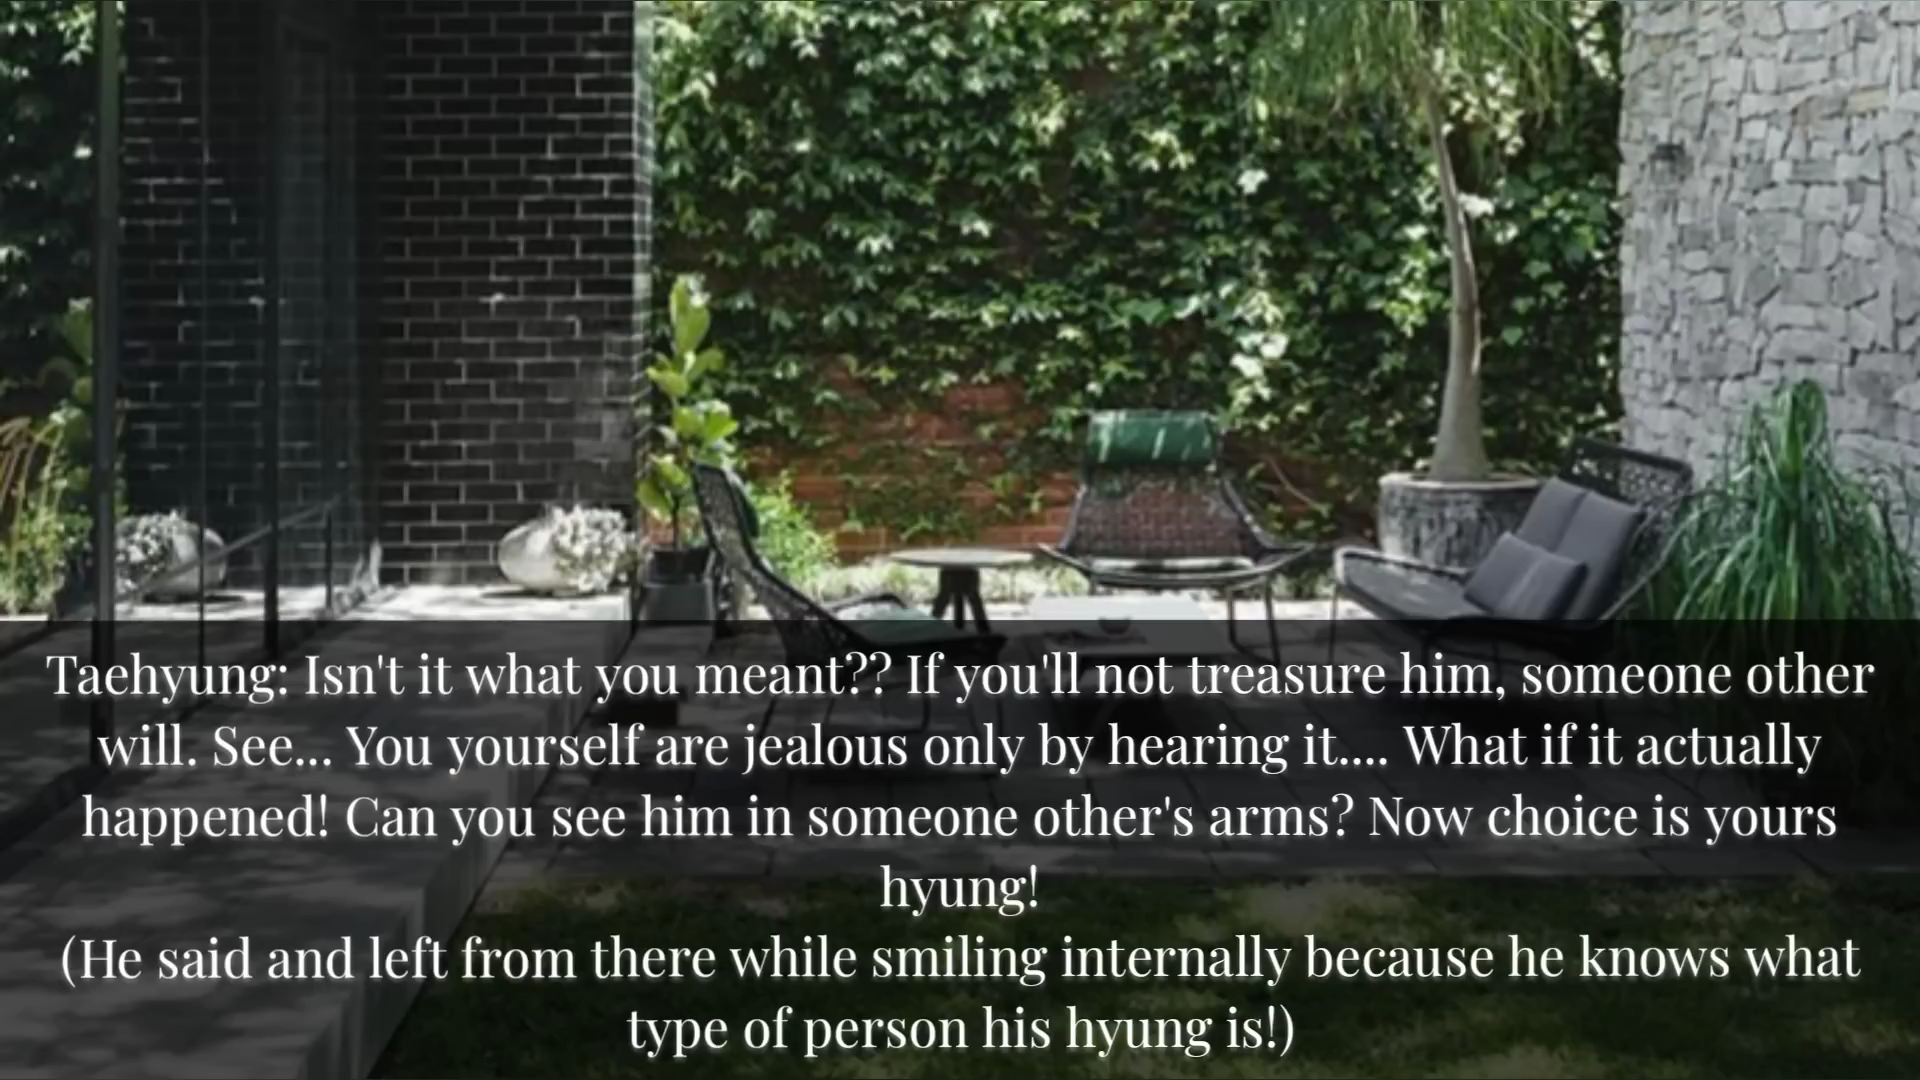 Taehyung: Isn't it what you meant?? If you'll not treasure him, someone other
will. See... You yourself are jealous only by hearing it.... What if it actually
happened! Can you see him in someone other's arms? Now choice is yours
hyung!
(He said and left from there while smiling internally because he knows what
type of person his hyung is!)